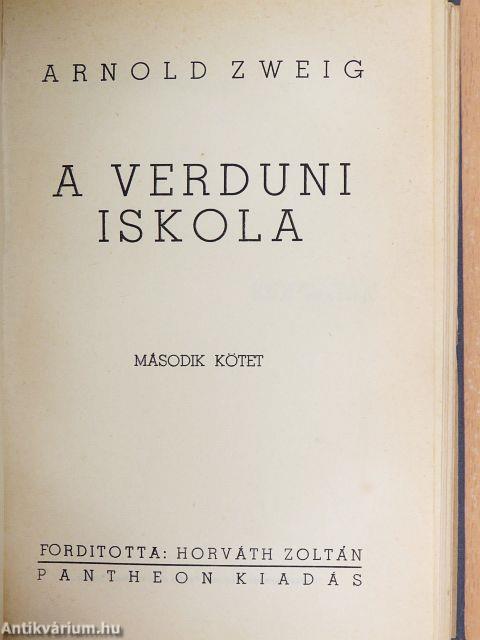 ARNOLD ZWEIG
A VERDUNI
ISKOLA
MÁSODIK KÖTET
FORDITOTTA: HORVÁTH ZOLTÁN
PANTHEON KIADÁS
Antikvárium.hu